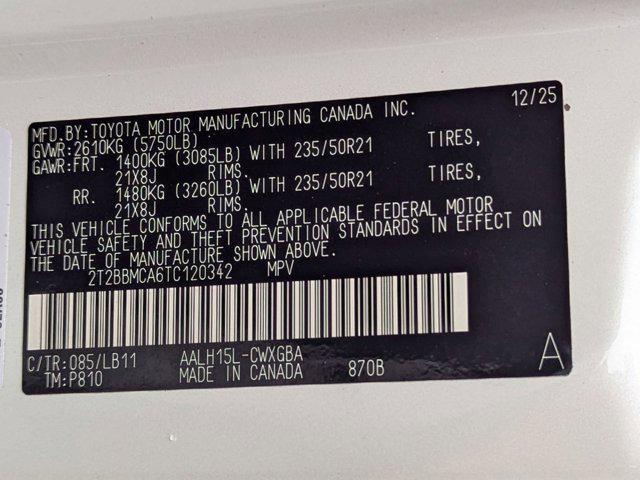 12/25
MFD.BY:TOYOTA MOTOR MANUFACTURING CANADA INC.
GVWR:2610KG (5750LB)
GAWR:FRT. 1400KG (3085LB) WITH 235/50R21 TIRES,
21X8J RIMS.
RR. 1480KG (3260LB) WITH 235/50R21 TIRES,
21X8J RIMS.
THIS VEHICLE CONFORMS TO ALL APPLICABLE FEDERAL MOTOR
VEHICLE SAFETY AND THEFT PREVENTION STANDARDS IN EFFECT ON
THE DATE OF MANUFACTURE SHOWN ABOVE.
2T2BBMCA6TC120342 MPV
C/TR:085/LB11 AALH15L-CWXGBA
TM:P810 MADE IN CANADA 870B A